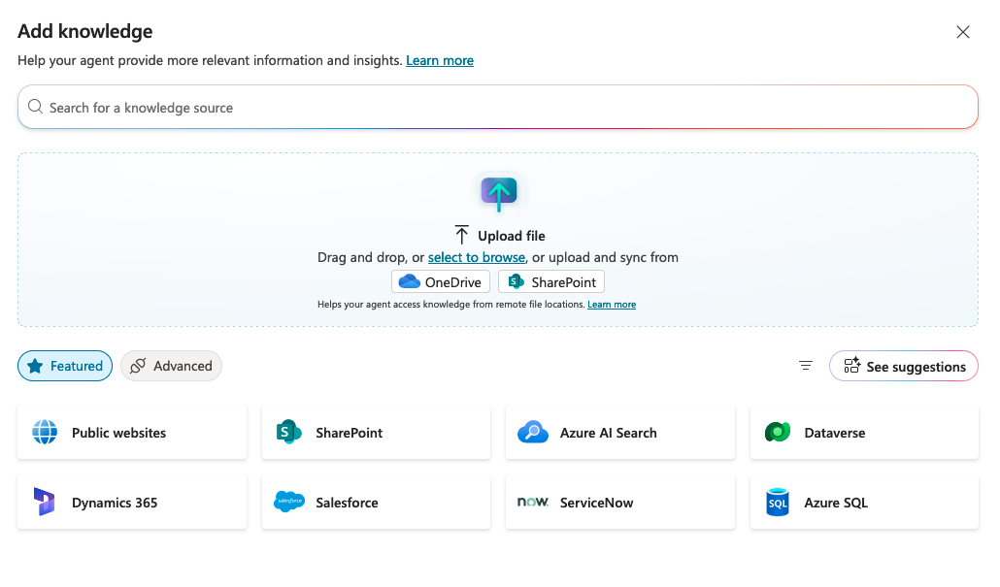 Add knowledge
Help your agent provide more relevant information and insights. Learn more
Search for a knowledge source
Upload file
Drag and drop, or select to browse, or upload and sync from
OneDrive
S SharePoint
Helps your agent access knowledge from remote file locations. Learn more
Featured
Advanced
See suggestions
Public websites
S SharePoint
Azure AI Search
Dataverse
Dynamics 365
salesforce Salesforce
now. ServiceNow
SQL Azure SQL